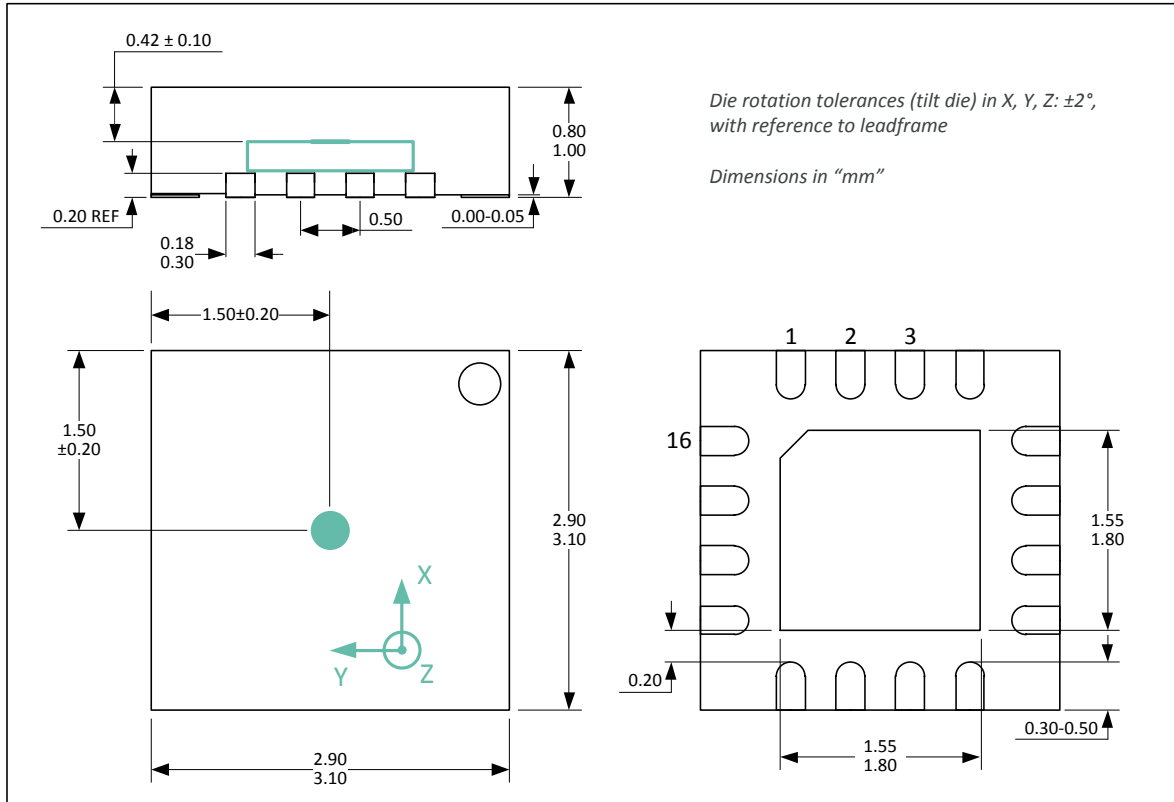 0.42 ± 0.10
Die rotation tolerances (tilt die) in X, Y, Z: ±2°,
with reference to leadframe
0.80
1.00
Dimensions in “mm”
0.20 REF
0.50
0.00-0.05
0.18
0.30
1.50±0.20
1 2 3
1.50
±0.20
16
2.90
3.10
1.55
1.80
X
Y
Z
0.20
0.30-0.50
2.90
3.10
1.55
1.80